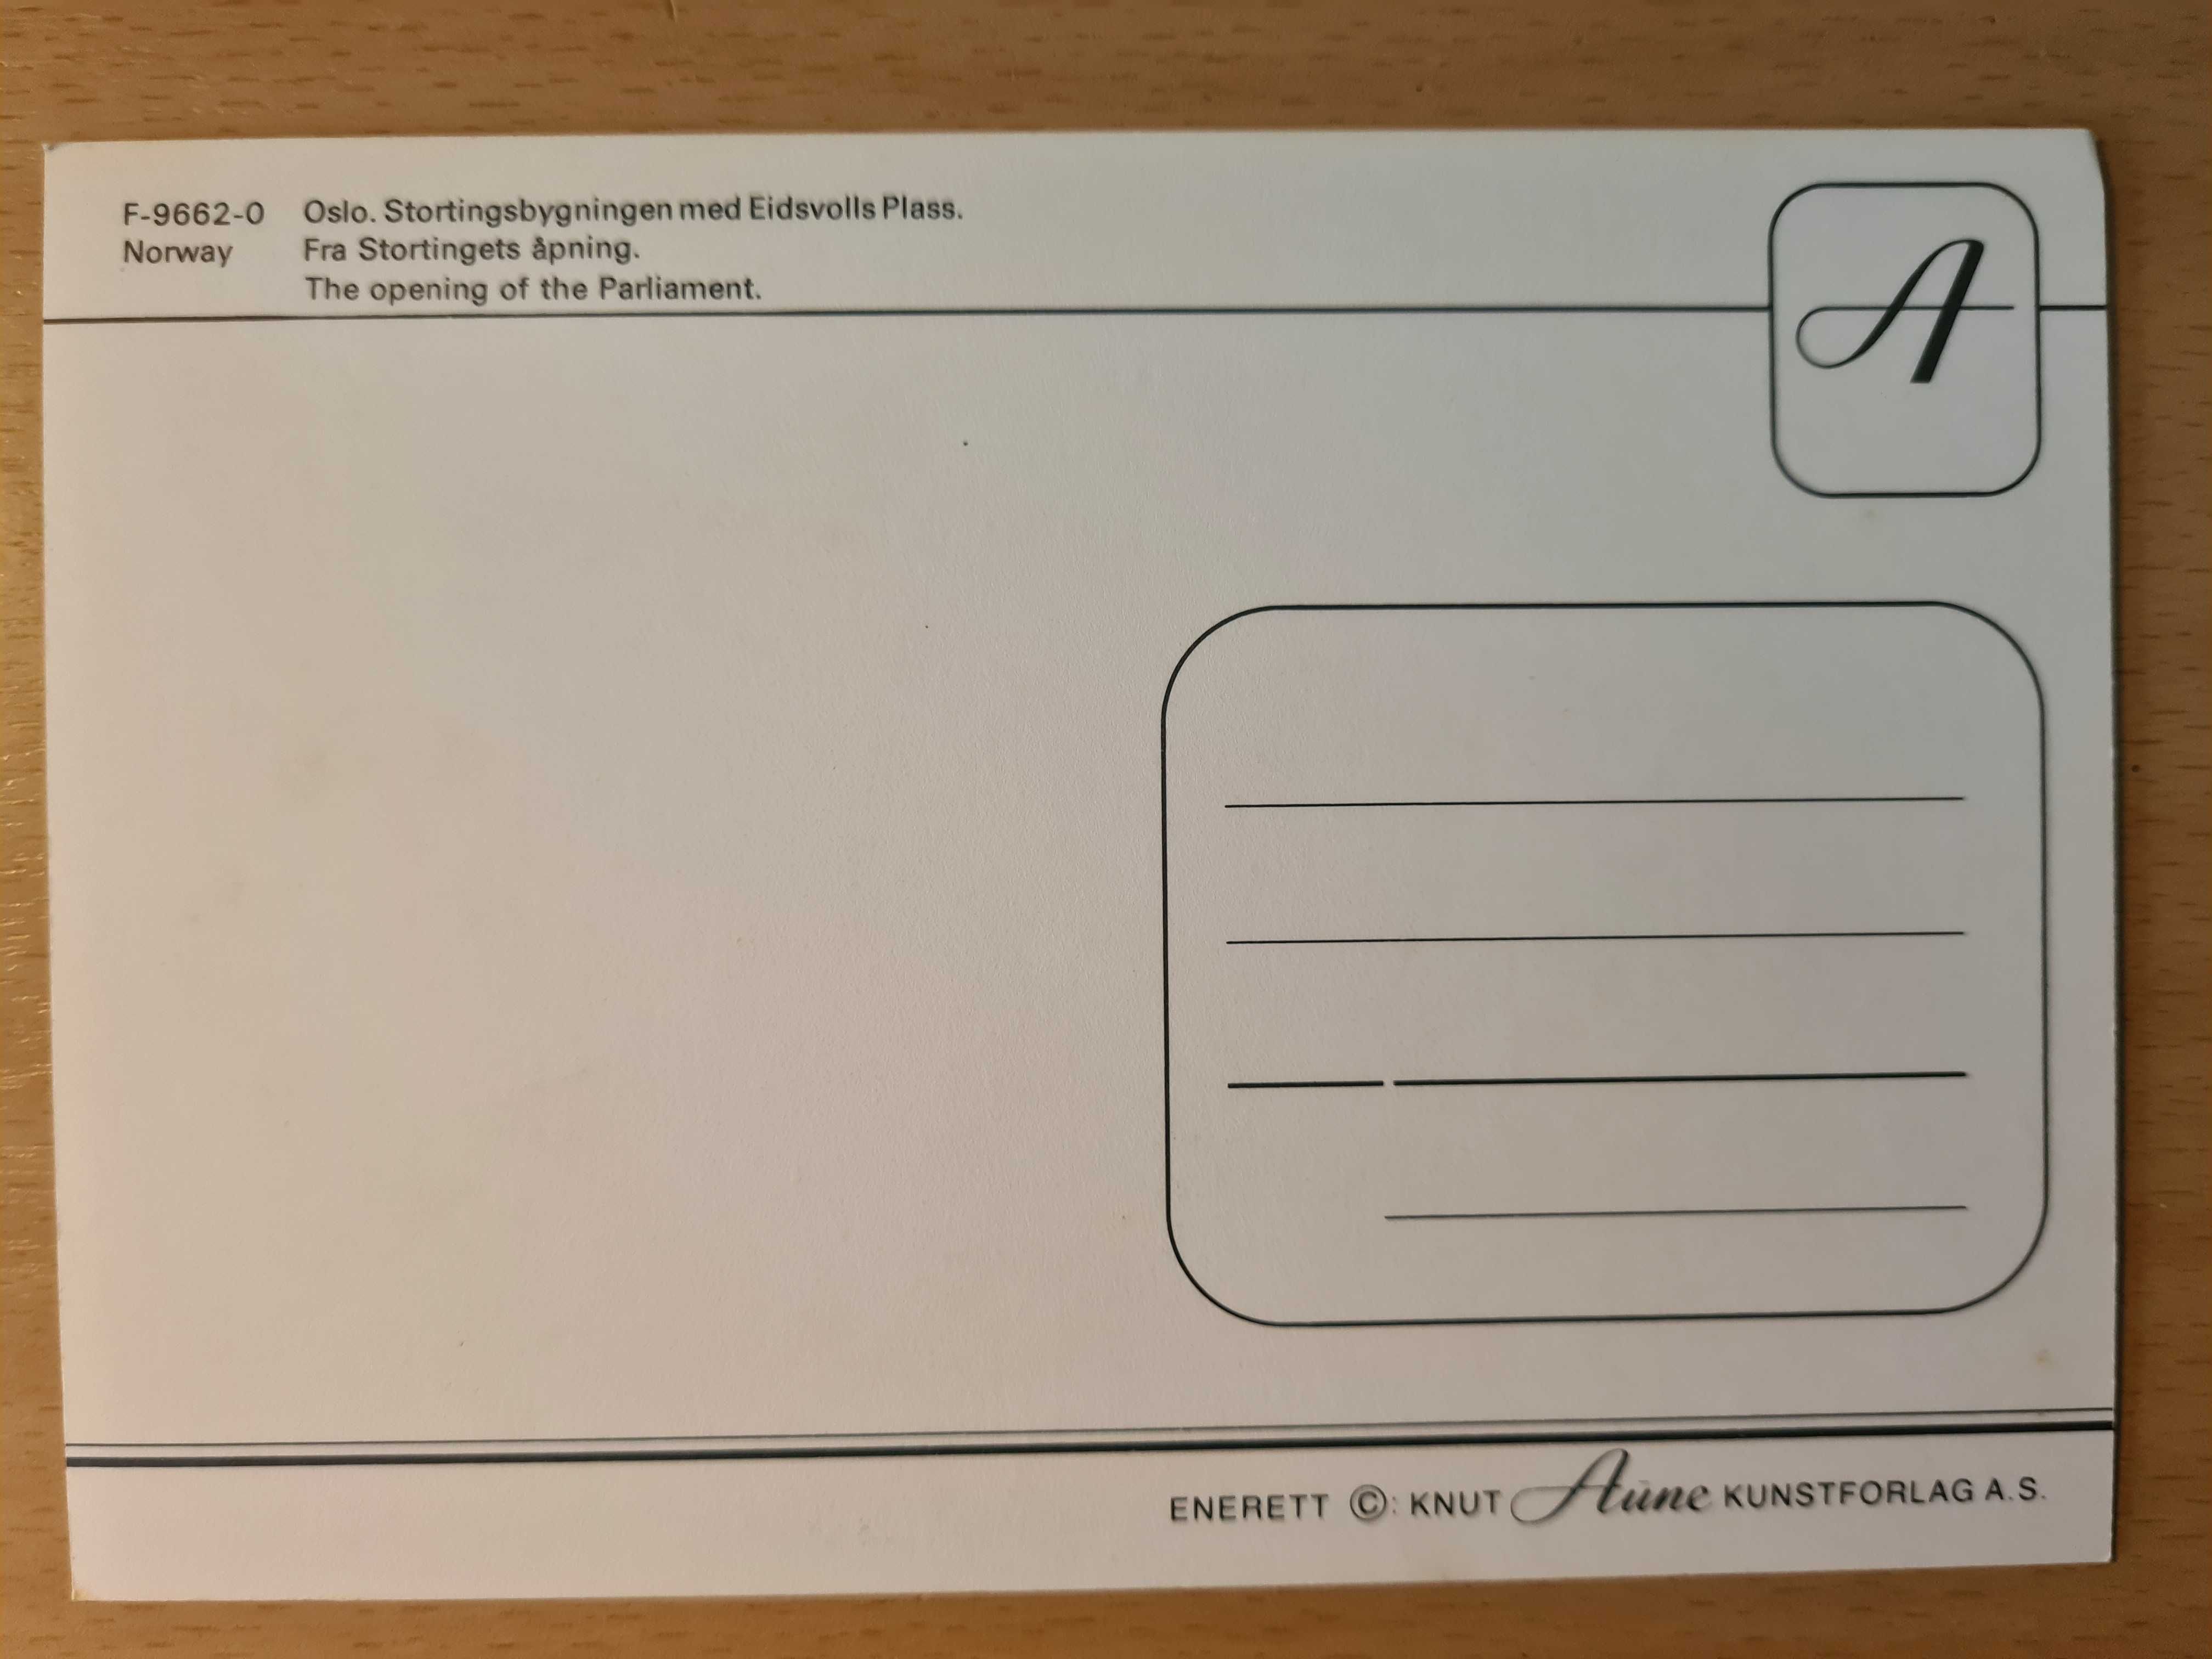 F-9662-0 Oslo. Stortingsbygningen med Eidsvolls Plass.
Norway Fra Stortingets åpning.
The opening of the Parliament.
A
ENERETT ©: KNUT Aune KUNSTFORLAG A.S.